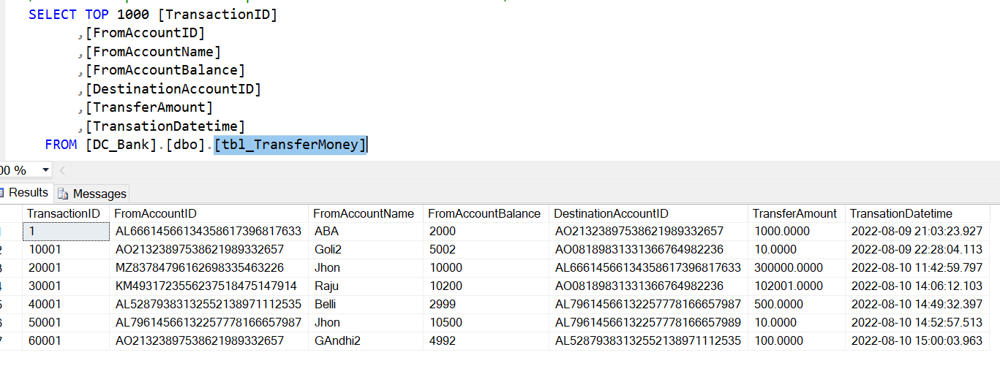 SELECT TOP 1000 [TransactionID]
,[FromAccountID]
,[FromAccountName]
,[FromAccountBalance]
,[DestinationAccountID]
,[TransferAmount]
,[TransationDatetime]
FROM [DC_Bank].[dbo].[tbl_TransferMoney]
00 %
Results Messages
TransactionID FromAccountID FromAccountName FromAccountBalance DestinationAccountID TransferAmount TransationDatetime
1 1 AL66614566134358617396817633 ABA 2000 AO21323897538621989332657 1000.0000 2022-08-09 21:03:23.927
2 10001 AO21323897538621989332657 Goli2 5002 AO0818983133166764982236 10.0000 2022-08-09 22:28:04.113
3 20001 MZ83784796162698335463226 Jhon 10000 AL66614566134358617396817633 300000.0000 2022-08-10 11:42:59.797
4 30001 KM4931723556237518475147914 Raju 10200 AO0818983133166764982236 102001.0000 2022-08-10 14:06:12.103
5 40001 AL52879383132552138971112535 Belli 2999 AL79614566132257778166657987 500.0000 2022-08-10 14:49:32.397
6 50001 AL79614566132257778166657987 Jhon 10500 AL79614566132257778166657989 10.0000 2022-08-10 14:52:57.513
7 60001 AO21323897538621989332657 GAndhi2 4992 AL52879383132552138971112535 100.0000 2022-08-10 15:00:03.963